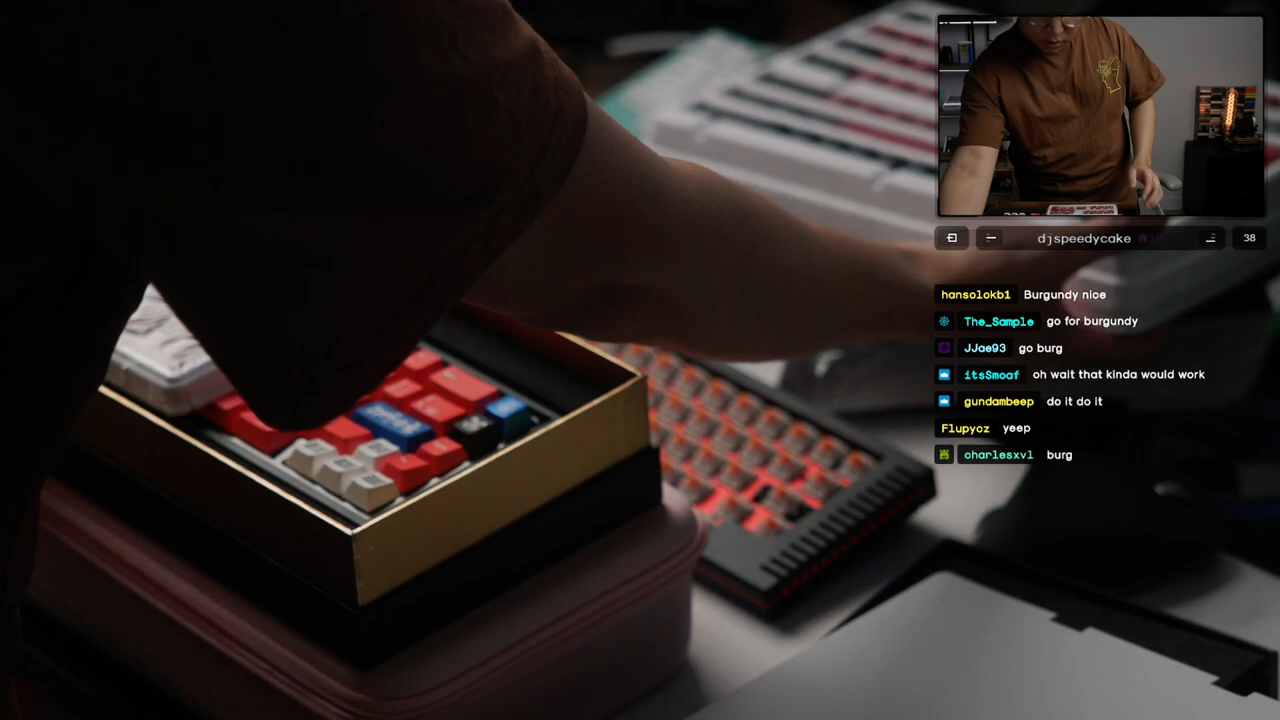 djspeedycake
38
hansolokb1 Burgundy nice
The_Sample go for burgundy
JJae93 go burg
itsSmoaf oh wait that kinda would work
gundambeep do it do it
Flupycz yeep
charlesxvl burg